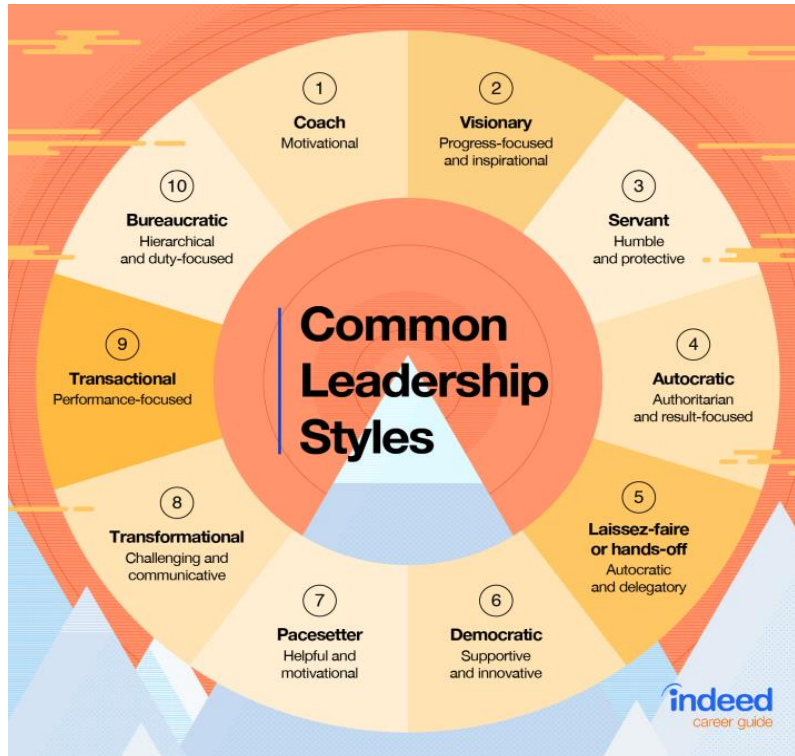 Common
Leadership
Styles
1
Coach
Motivational
2
Visionary
Progress-focused
and inspirational
3
Servant
Humble
and protective
4
Autocratic
Authoritarian
and result-focused
5
Laissez-faire
or hands-off
Autocratic
and delegatory
6
Democratic
Supportive
and innovative
7
Pacesetter
Helpful and
motivational
8
Transformational
Challenging and
communicative
9
Transactional
Performance-focused
10
Bureaucratic
Hierarchical
and duty-focused
indeed
career guide